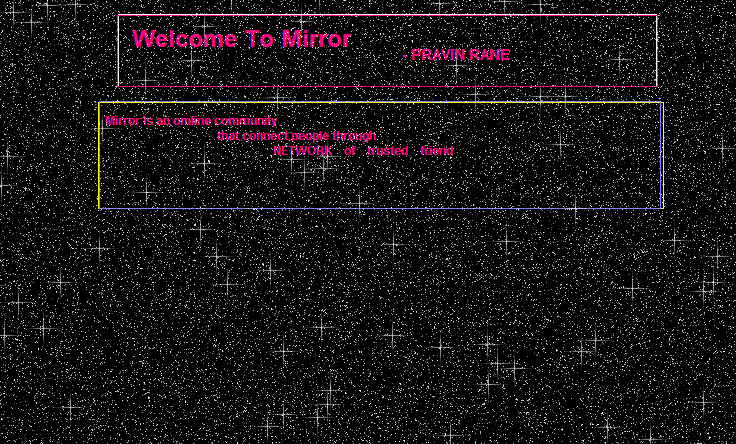 Welcome To Mirror
- PRAVIN RANE
Mirror is an online community
that connect people through
NETWORK of trusted friend